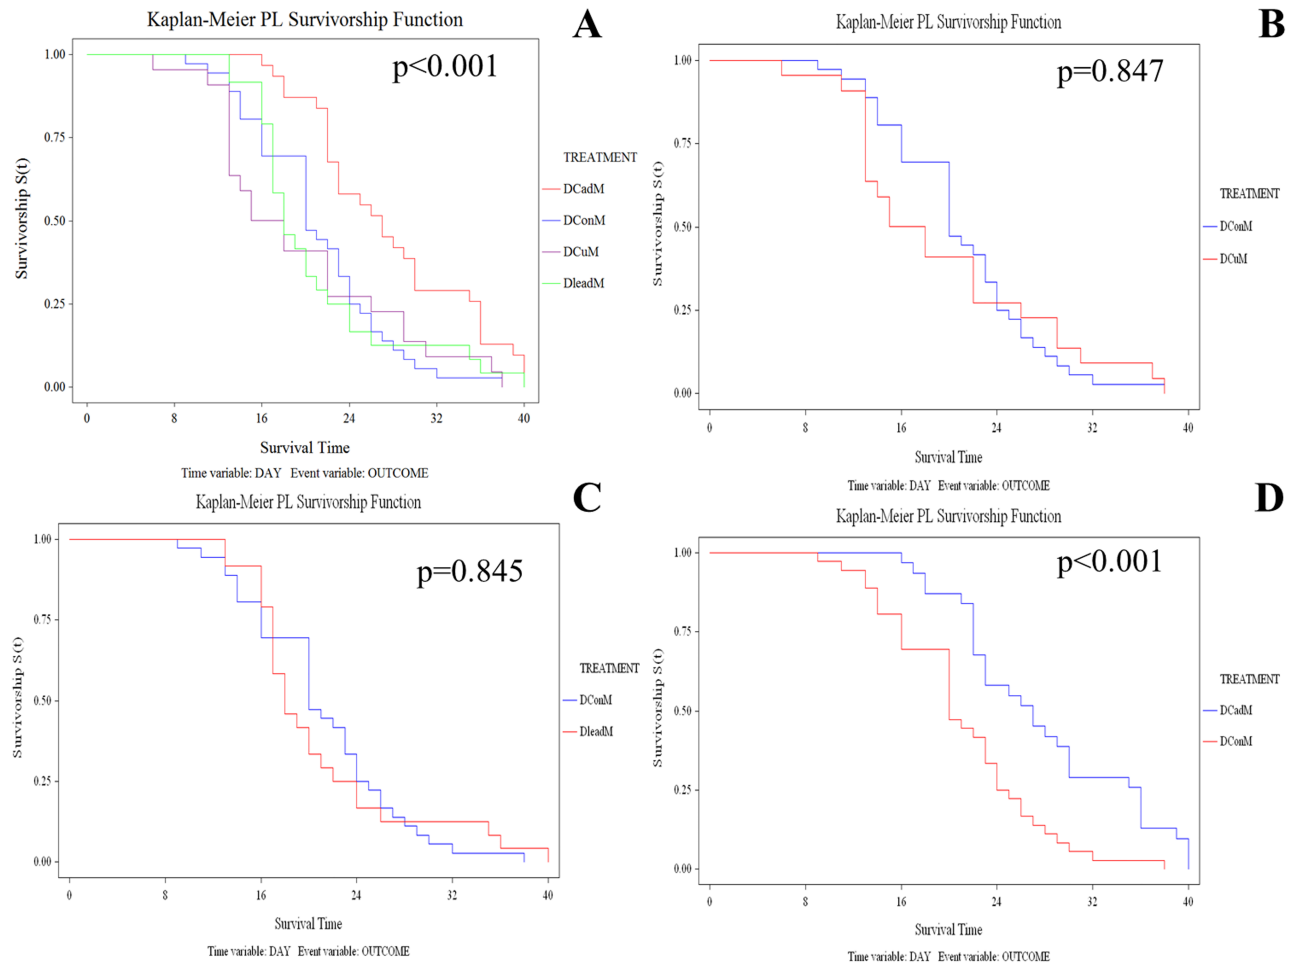 Kaplan-Meier PL Survivorship Function
A
p<0.001
Survivorship S(t)
1.00
0.75
0.50
0.25
0.00
0 8 16 24 32 40
Survival Time
Time variable: DAY Event variable: OUTCOME
TREATMENT
DCadM
DConM
DCuM
DleadM
Kaplan-Meier PL Survivorship Function
B
p=0.847
Survivorship S(t)
1.00
0.75
0.50
0.25
0.00
0 8 16 24 32 40
Survival Time
Time variable: DAY Event variable: OUTCOME
TREATMENT
DConM
DCuM
Kaplan-Meier PL Survivorship Function
C
p=0.845
Survivorship S(t)
1.00
0.75
0.50
0.25
0.00
0 8 16 24 32 40
Survival Time
Time variable: DAY Event variable: OUTCOME
TREATMENT
DConM
DleadM
Kaplan-Meier PL Survivorship Function
D
p<0.001
Survivorship S(t)
1.00
0.75
0.50
0.25
0.00
0 8 16 24 32 40
Survival Time
Time variable: DAY Event variable: OUTCOME
TREATMENT
DCadM
DConM